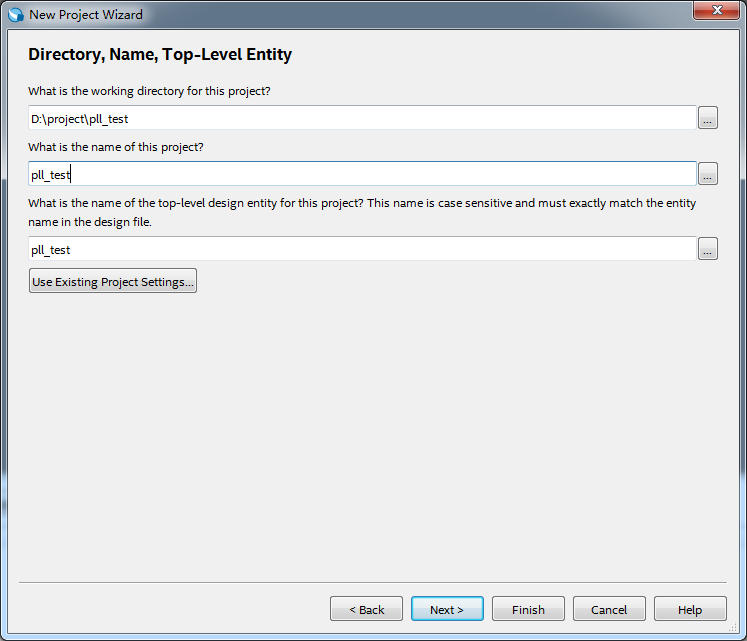 New Project Wizard
Directory, Name, Top-Level Entity
What is the working directory for this project?
D:\project\pll_test
...
What is the name of this project?
pll_test
...
What is the name of the top-level design entity for this project? This name is case sensitive and must exactly match the entity
name in the design file.
pll_test
...
Use Existing Project Settings...
< Back
Next >
Finish
Cancel
Help